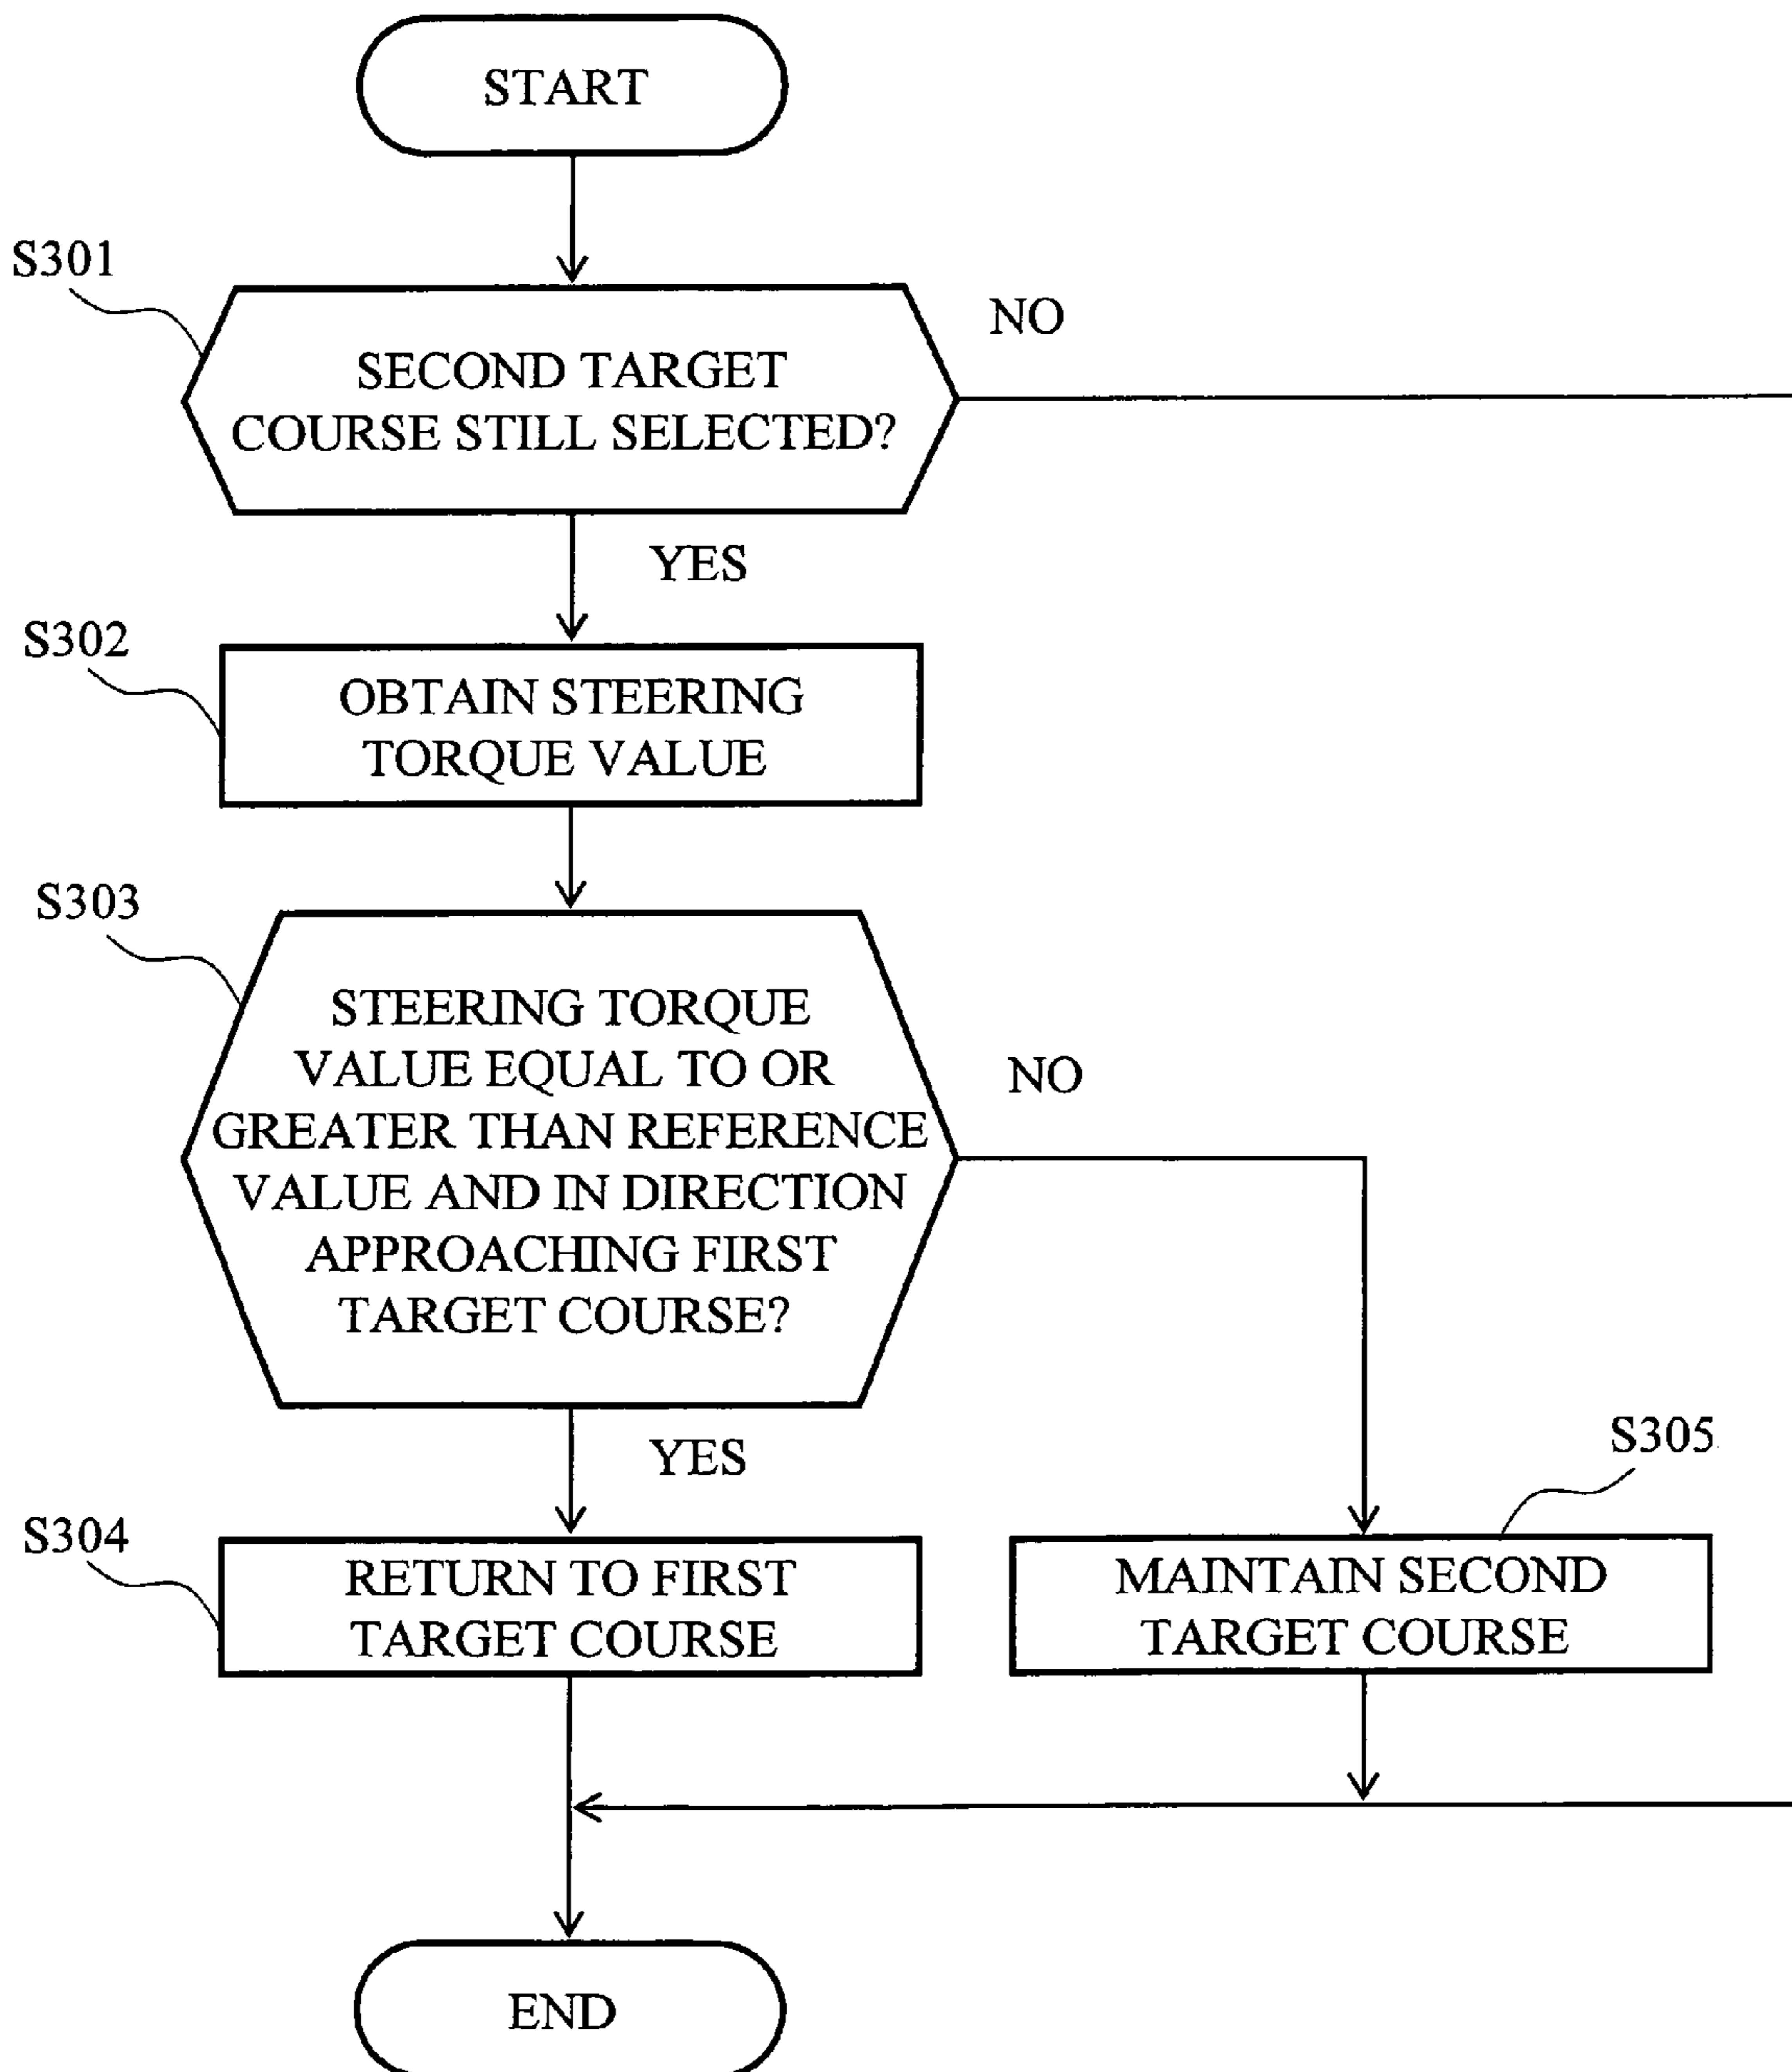 START
S301
NO
SECOND TARGET
COURSE STILL SELECTED?
YES
S302
OBTAIN STEERING
TORQUE VALUE
S303
STEERING TORQUE
VALUE EQUAL TO OR
GREATER THAN REFERENCE
VALUE AND IN DIRECTION
APPROACHING FIRST
TARGET COURSE?
NO
YES
S304
RETURN TO FIRST
TARGET COURSE
S305
MAINTAIN SECOND
TARGET COURSE
END